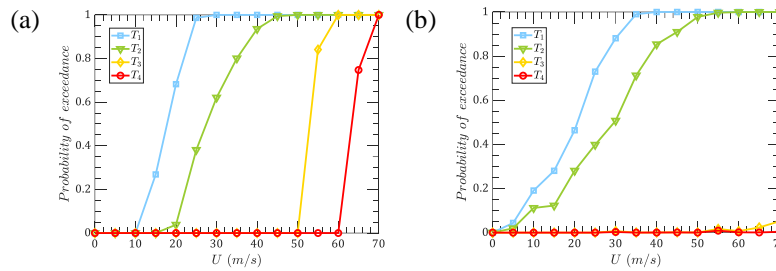 (a)
Probability of exceedance
1
0.8
0.6
0.4
0.2
0
T1
T2
T3
T4
0 10 20 30 40 50 60 70
U (m/s)
(b)
Probability of exceedance
1
0.8
0.6
0.4
0.2
0
T1
T2
T3
T4
0 10 20 30 40 50 60 70
U (m/s)